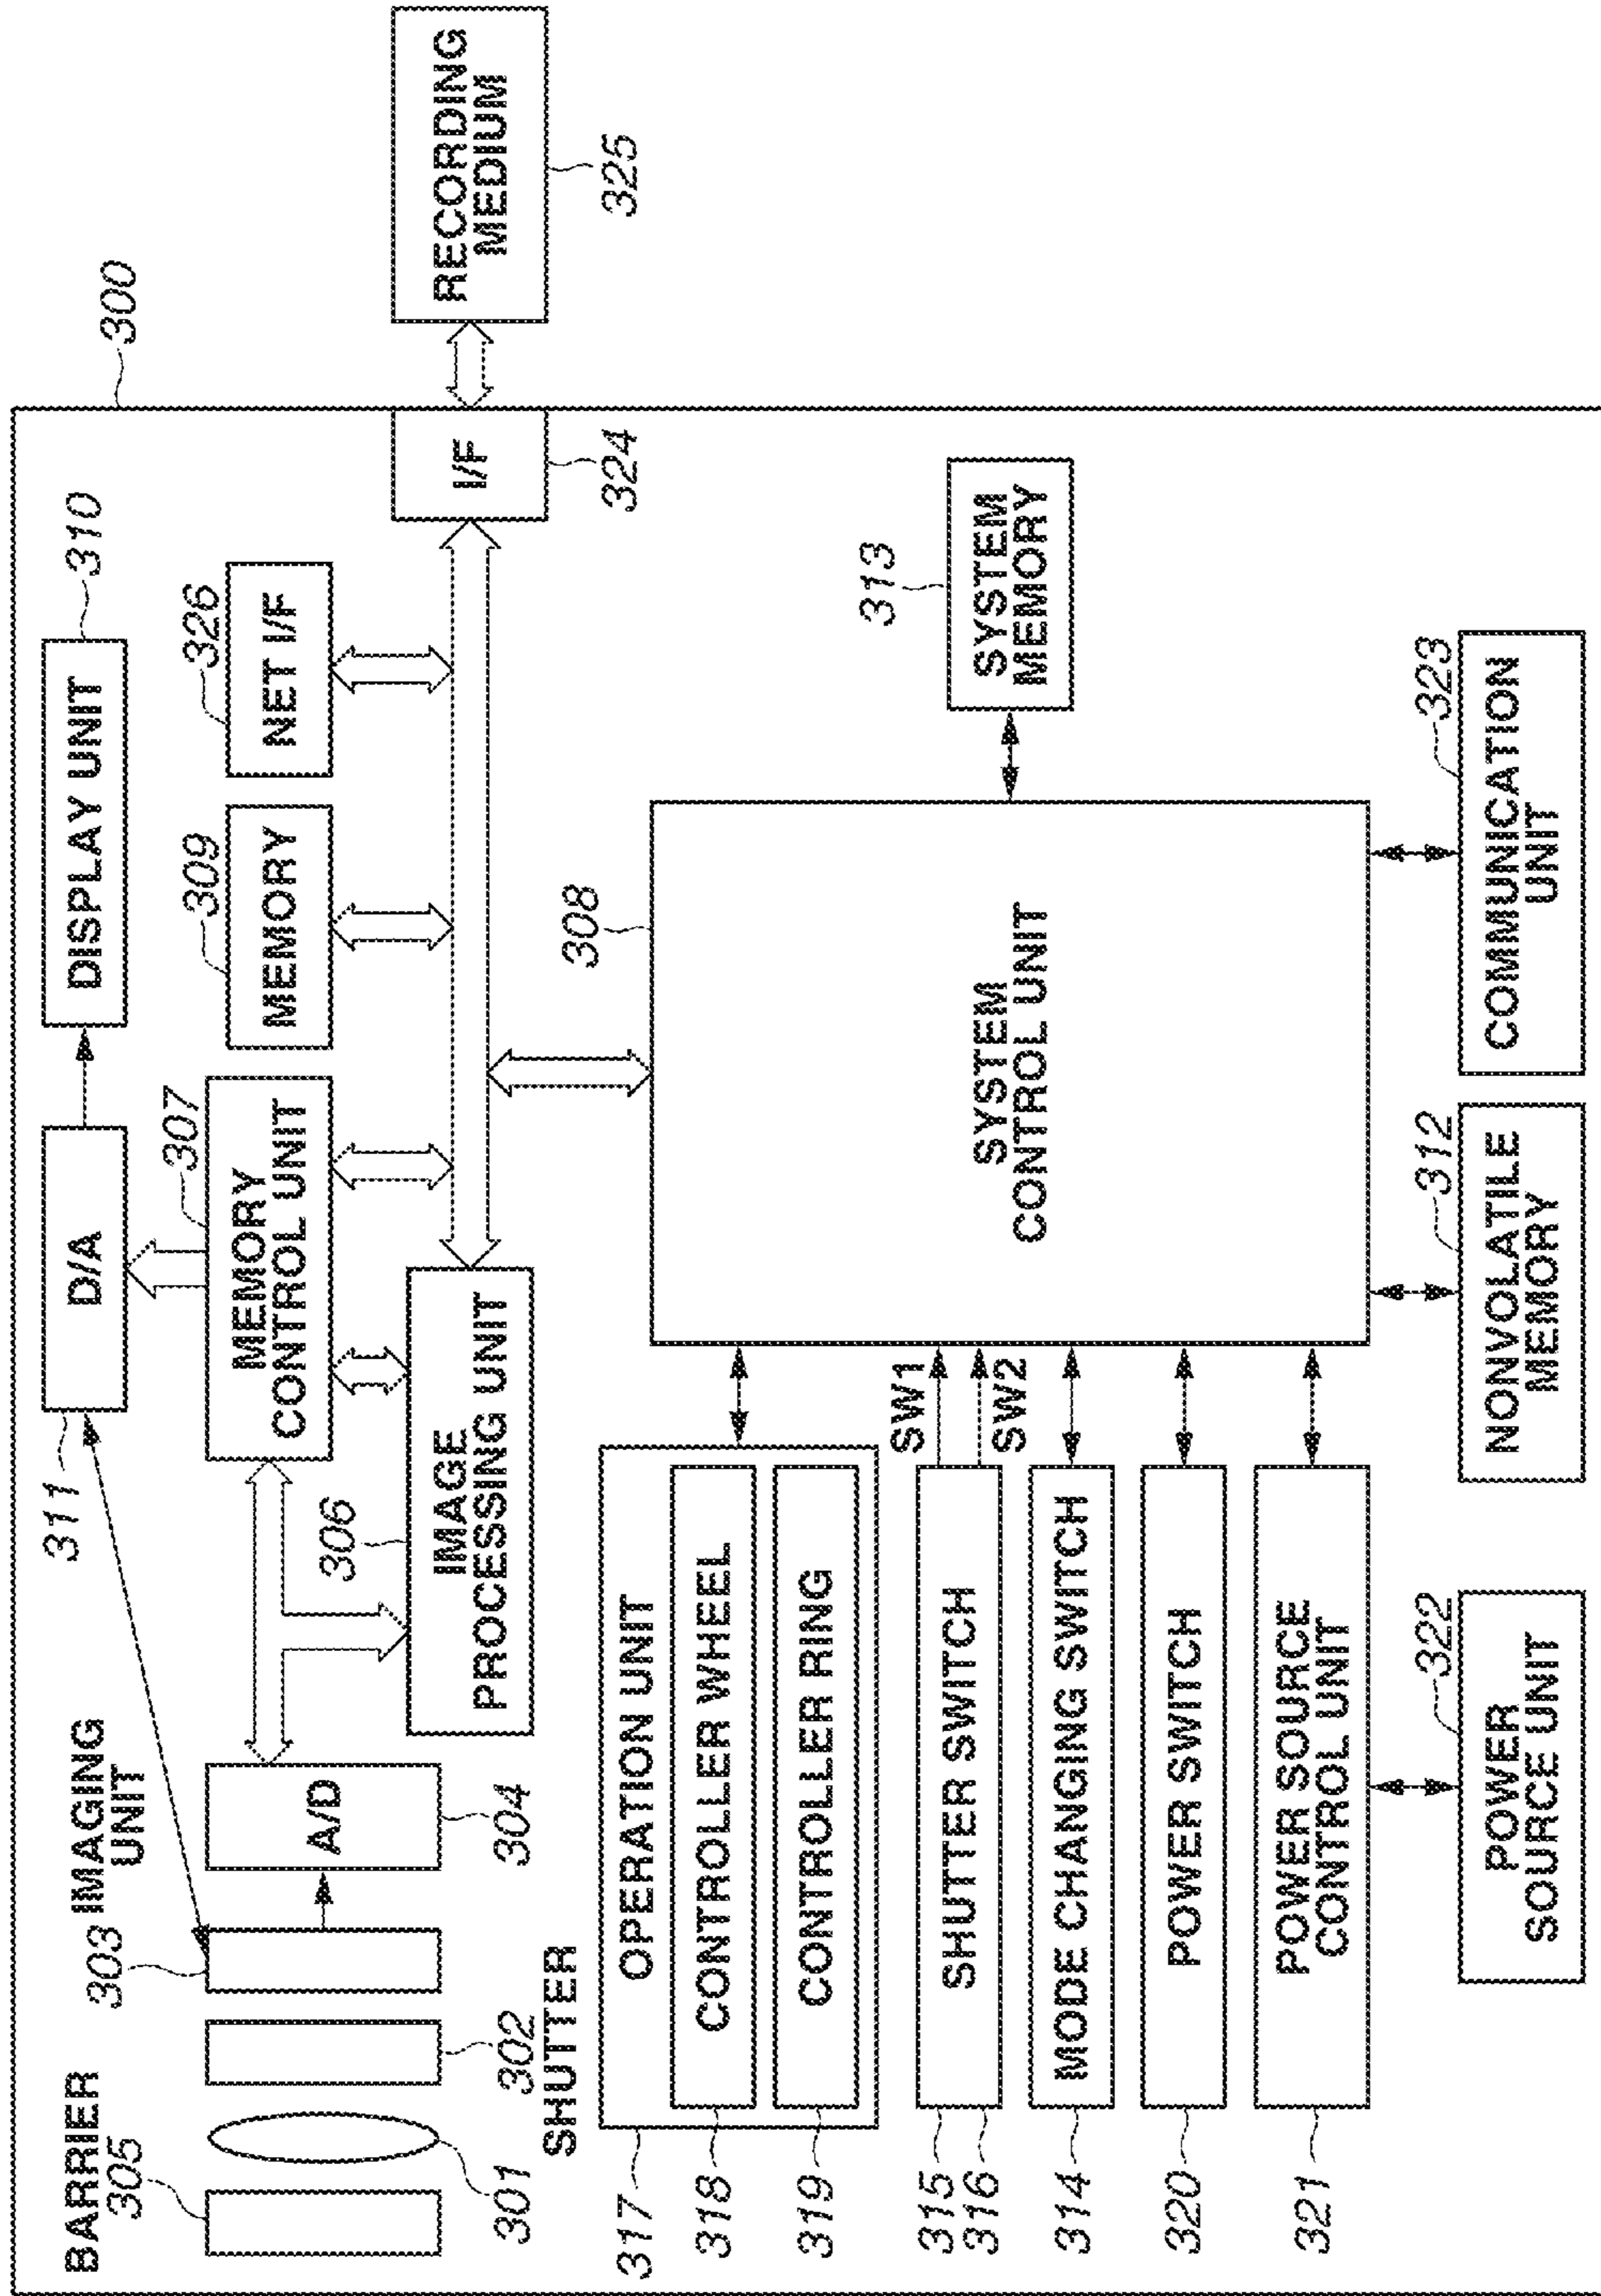 300
BARRIER
305
301
302
SHUTTER
303
IMAGING
UNIT
A/D
304
311
D/A
DISPLAY UNIT
310
307
MEMORY
CONTROL UNIT
309
MEMORY
326
NET I/F
306
IMAGE
PROCESSING UNIT
I/F
324
RECORDING
MEDIUM
325
317
OPERATION UNIT
318
CONTROLLER WHEEL
319
CONTROLLER RING
315
316
SHUTTER SWITCH
SW1
SW2
314
MODE CHANGING SWITCH
320
POWER SWITCH
321
POWER SOURCE
CONTROL UNIT
308
SYSTEM
CONTROL UNIT
313
SYSTEM
MEMORY
322
POWER
SOURCE UNIT
312
NONVOLATILE
MEMORY
323
COMMUNICATION
UNIT